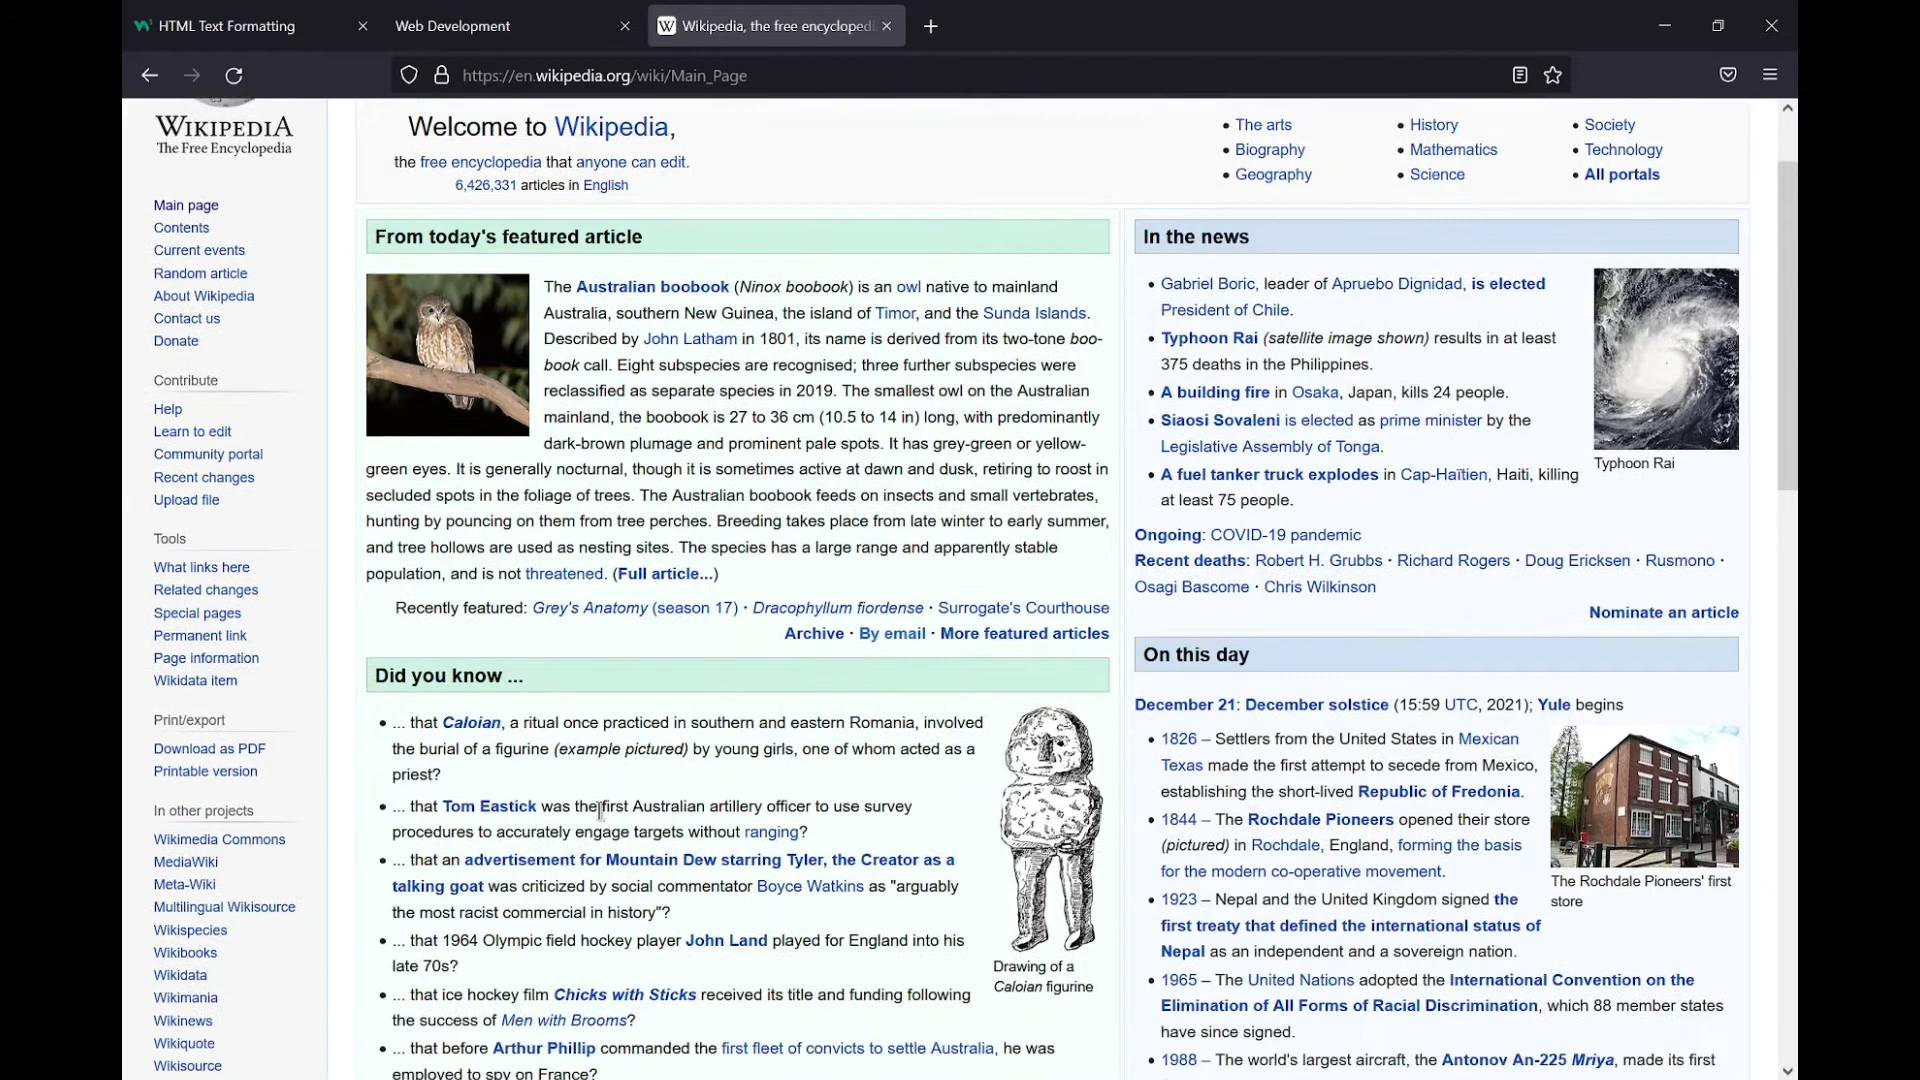 HTML Text Formatting
Web Development
Wikipedia, the free encyclopedi
https://en.wikipedia.org/wiki/Main_Page
WIKIPEDIA
The Free Encyclopedia
Main page
Contents
Current events
Random article
About Wikipedia
Contact us
Donate
Contribute
Help
Learn to edit
Community portal
Recent changes
Upload file
Tools
What links here
Related changes
Special pages
Permanent link
Page information
Wikidata item
Print/export
Download as PDF
Printable version
In other projects
Wikimedia Commons
MediaWiki
Meta-Wiki
Multilingual Wikisource
Wikispecies
Wikibooks
Wikidata
Wikimania
Wikinews
Wikiquote
Wikisource
Welcome to Wikipedia,
the free encyclopedia that anyone can edit.
6,426,331 articles in English
• The arts
• Biography
• Geography
• History
• Mathematics
• Science
• Society
• Technology
• All portals
From today's featured article
The Australian boobook (Ninox boobook) is an owl native to mainland
Australia, southern New Guinea, the island of Timor, and the Sunda Islands.
Described by John Latham in 1801, its name is derived from its two-tone boo-
book call. Eight subspecies are recognised; three further subspecies were
reclassified as separate species in 2019. The smallest owl on the Australian
mainland, the boobook is 27 to 36 cm (10.5 to 14 in) long, with predominantly
dark-brown plumage and prominent pale spots. It has grey-green or yellow-
green eyes. It is generally nocturnal, though it is sometimes active at dawn and dusk, retiring to roost in
secluded spots in the foliage of trees. The Australian boobook feeds on insects and small vertebrates,
hunting by pouncing on them from tree perches. Breeding takes place from late winter to early summer,
and tree hollows are used as nesting sites. The species has a large range and apparently stable
population, and is not threatened. (Full article...)
Recently featured: Grey's Anatomy (season 17) · Dracophyllum fiordense · Surrogate's Courthouse
Archive · By email · More featured articles
Did you know ...
• ... that Caloian, a ritual once practiced in southern and eastern Romania, involved
the burial of a figurine (example pictured) by young girls, one of whom acted as a
priest?
• ... that Tom Eastick was the first Australian artillery officer to use survey
procedures to accurately engage targets without ranging?
• ... that an advertisement for Mountain Dew starring Tyler, the Creator as a
talking goat was criticized by social commentator Boyce Watkins as "arguably
the most racist commercial in history"?
• ... that 1964 Olympic field hockey player John Land played for England into his
late 70s?
• ... that ice hockey film Chicks with Sticks received its title and funding following
the success of Men with Brooms?
• ... that before Arthur Phillip commanded the first fleet of convicts to settle Australia, he was
employed to spy on France?
Drawing of a
Caloian figurine
In the news
• Gabriel Boric, leader of Apruebo Dignidad, is elected
President of Chile.
• Typhoon Rai (satellite image shown) results in at least
375 deaths in the Philippines.
• A building fire in Osaka, Japan, kills 24 people.
• Siaosi Sovaleni is elected as prime minister by the
Legislative Assembly of Tonga.
• A fuel tanker truck explodes in Cap-Haïtien, Haiti, killing
at least 75 people.
Typhoon Rai
Ongoing: COVID-19 pandemic
Recent deaths: Robert H. Grubbs · Richard Rogers · Doug Ericksen · Rusmono ·
Osagi Bascome · Chris Wilkinson
Nominate an article
On this day
December 21: December solstice (15:59 UTC, 2021); Yule begins
• 1826 – Settlers from the United States in Mexican
Texas made the first attempt to secede from Mexico,
establishing the short-lived Republic of Fredonia.
• 1844 – The Rochdale Pioneers opened their store
(pictured) in Rochdale, England, forming the basis
for the modern co-operative movement.
• 1923 – Nepal and the United Kingdom signed the
first treaty that defined the international status of
Nepal as an independent and a sovereign nation.
• 1965 – The United Nations adopted the International Convention on the
Elimination of All Forms of Racial Discrimination, which 88 member states
have since signed.
• 1988 – The world's largest aircraft, the Antonov An-225 Mriya, made its first
The Rochdale Pioneers' first
store